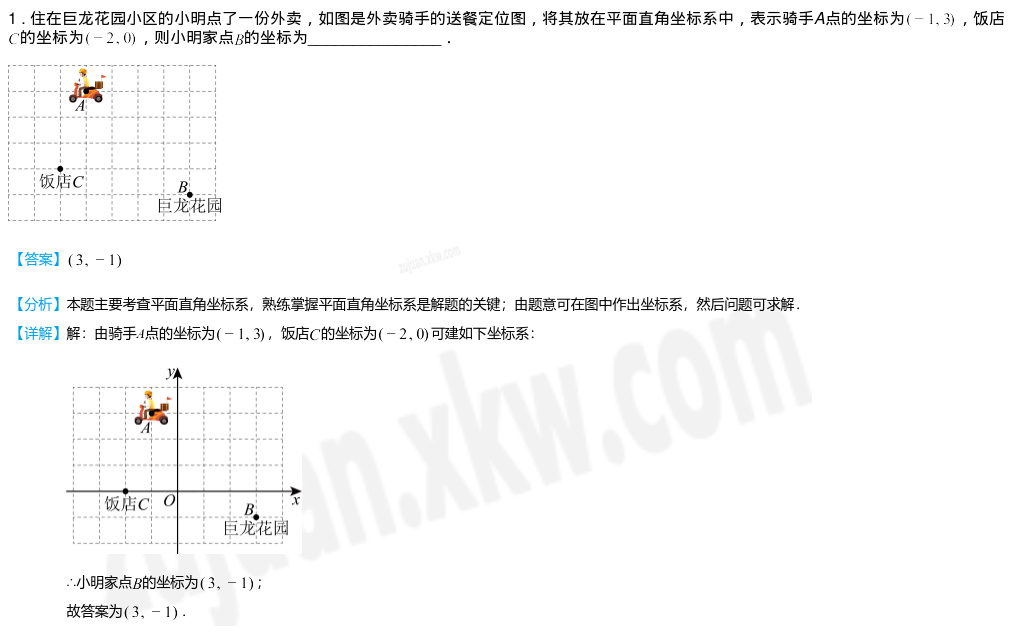 1．住在巨龙花园小区的小明点了一份外卖，如图是外卖骑手的送餐定位图，将其放在平面直角坐标系中，表示骑手A点的坐标为(－1,3)，饭店
C的坐标为(－2,0)，则小明家点B的坐标为________________．
A
饭店C
B
巨龙花园
【答案】(3,－1)
zujuan.xkw.com
【分析】本题主要考查平面直角坐标系，熟练掌握平面直角坐标系是解题的关键；由题意可在图中作出坐标系，然后问题可求解．
【详解】解：由骑手A点的坐标为(－1,3)，饭店C的坐标为(－2,0)可建如下坐标系：
y
A
饭店C
O
x
B
巨龙花园
zujuan.xkw.com
∴小明家点B的坐标为(3,－1)；
故答案为(3,－1)．